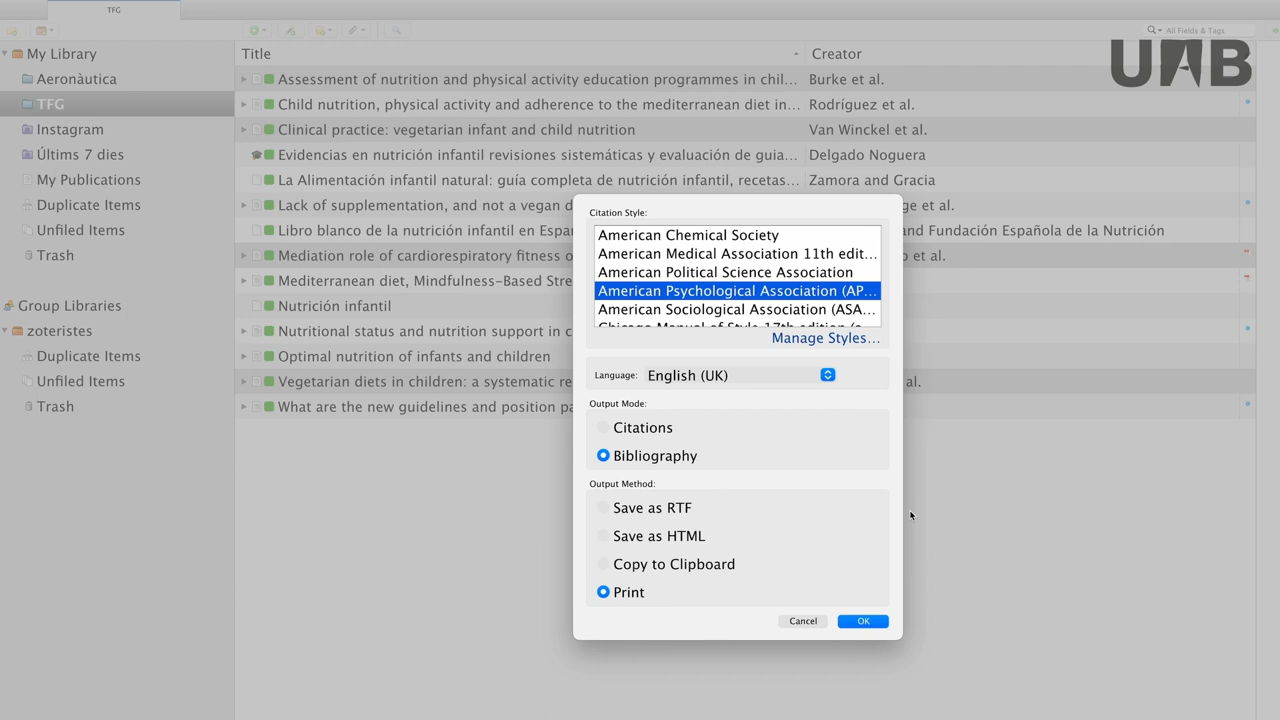 TFG
All Fields & Tags
UAB
My Library
Aeronàutica
TFG
Instagram
Últims 7 dies
My Publications
Duplicate Items
Unfiled Items
Trash
Group Libraries
zoteristes
Duplicate Items
Unfiled Items
Trash
Title
Creator
Assessment of nutrition and physical activity education programmes in chil...
Burke et al.
Child nutrition, physical activity and adherence to the mediterranean diet in...
Rodríguez et al.
Clinical practice: vegetarian infant and child nutrition
Van Winckel et al.
Evidencias en nutrición infantil revisiones sistemáticas y evaluación de guia...
Delgado Noguera
La Alimentación infantil natural: guía completa de nutrición infantil, recetas...
Zamora and Gracia
Lack of supplementation, and not a vegan d
ge et al.
Libro blanco de la nutrición infantil en Espa
and Fundación Española de la Nutrición
Mediation role of cardiorespiratory fitness o
o et al.
Mediterranean diet, Mindfulness-Based Stre
Nutrición infantil
Nutritional status and nutrition support in c
Optimal nutrition of infants and children
Vegetarian diets in children: a systematic re
al.
What are the new guidelines and position pa
Citation Style:
American Chemical Society
American Medical Association 11th edit...
American Political Science Association
American Psychological Association (AP...
American Sociological Association (ASA...
Chicago Manual of Style 17th edition (a...
Manage Styles...
Language: English (UK)
Output Mode:
Citations
Bibliography
Output Method:
Save as RTF
Save as HTML
Copy to Clipboard
Print
Cancel
OK